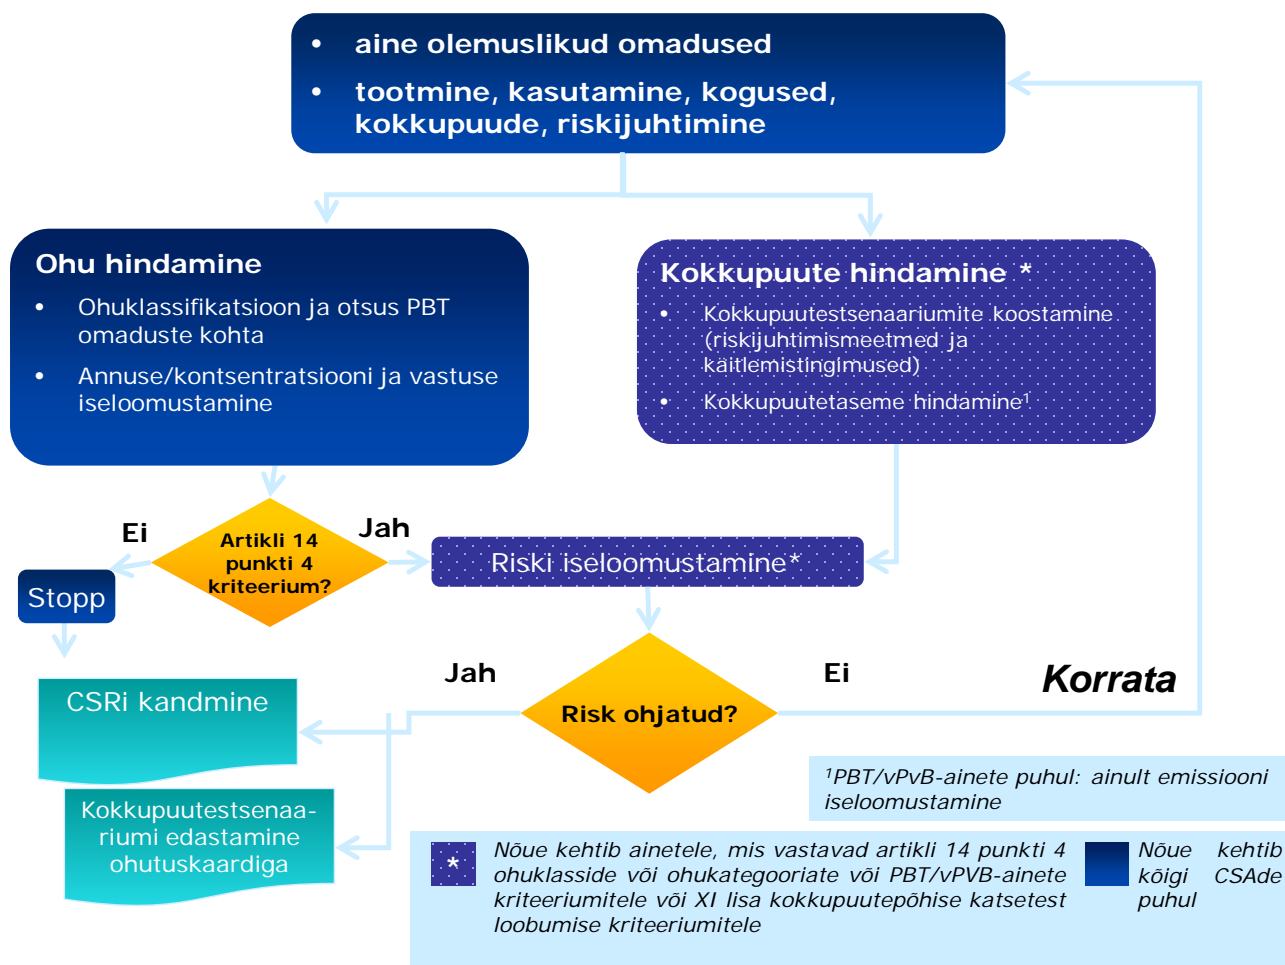 • aine olemuslikud omadused
• tootmine, kasutamine, kogused,
kokkupuude, riskijuhtimine
Ohu hindamine
• Ohuklassifikatsioon ja otsus PBT
omaduste kohta
• Annuse/kontsentratsiooni ja vastuse
iseloomustamine
Kokkupuute hindamine *
• Kokkupuutestsenaariumite koostamine
(riskijuhtimismeetmed ja
käitlemistingimused)
• Kokkupuutetaseme hindamine¹
Ei
Artikli 14
punkti 4
kriteerium?
Jah
Riski iseloomustamine*
Stopp
Jah
Ei
Korrata
CSRi kandmine
Risk ohjatud?
Kokkupuutestsenaa-
riumi edastamine
ohutuskaardiga
¹PBT/vPvB-ainete puhul: ainult emissiooni
iseloomustamine
*
Nõue kehtib ainetele, mis vastavad artikli 14 punkti 4
ohuklasside või ohukategooriate või PBT/vPVB-ainete
kriteeriumitele või XI lisa kokkupuutepõhise katsetest
loobumise kriteeriumitele
Nõue kehtib
kõigi CSAde
puhul